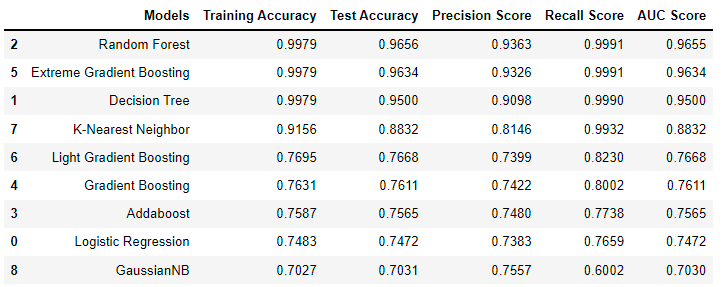 Models Training Accuracy Test Accuracy Precision Score Recall Score AUC Score
2 Random Forest 0.9979 0.9656 0.9363 0.9991 0.9655
5 Extreme Gradient Boosting 0.9979 0.9634 0.9326 0.9991 0.9634
1 Decision Tree 0.9979 0.9500 0.9098 0.9990 0.9500
7 K-Nearest Neighbor 0.9156 0.8832 0.8146 0.9932 0.8832
6 Light Gradient Boosting 0.7695 0.7668 0.7399 0.8230 0.7668
4 Gradient Boosting 0.7631 0.7611 0.7422 0.8002 0.7611
3 Addaboost 0.7587 0.7565 0.7480 0.7738 0.7565
0 Logistic Regression 0.7483 0.7472 0.7383 0.7659 0.7472
8 GaussianNB 0.7027 0.7031 0.7557 0.6002 0.7030